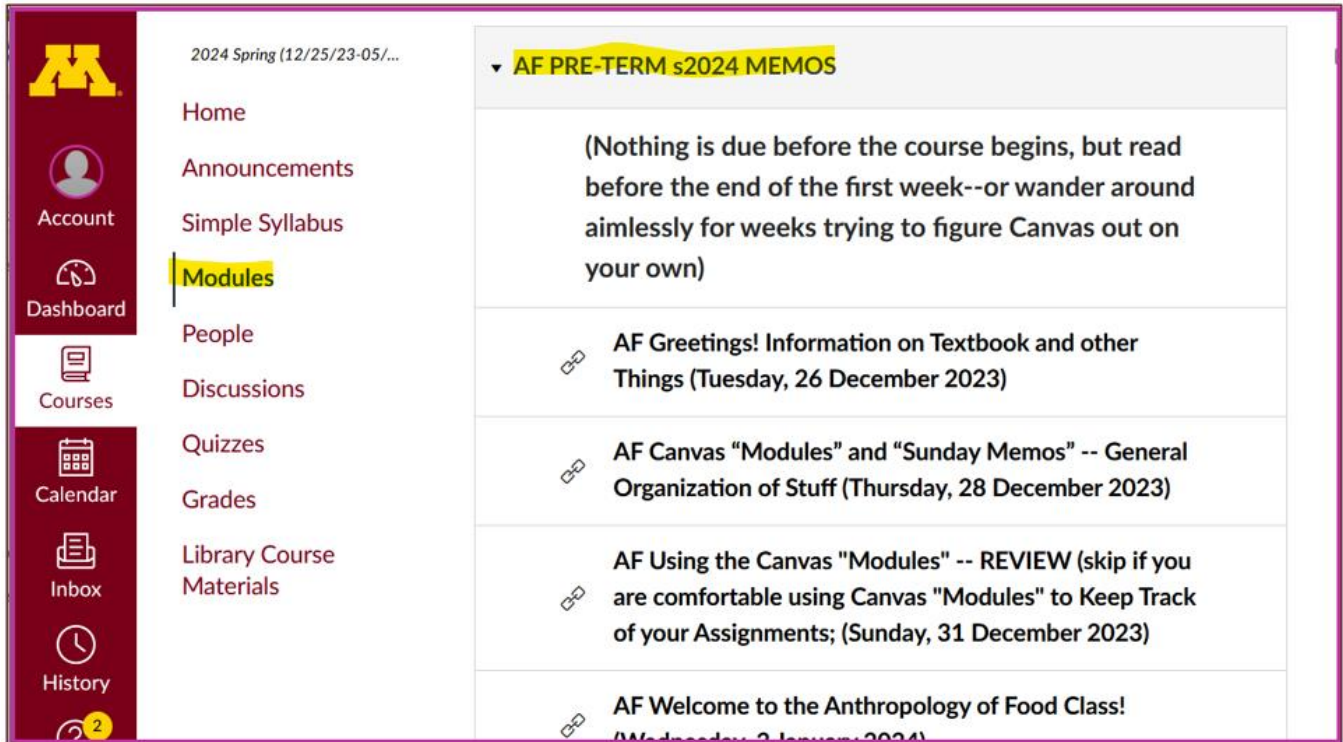 M
Account
Dashboard
Courses
Calendar
Inbox
History
2
2024 Spring (12/25/23-05/...
Home
Announcements
Simple Syllabus
Modules
People
Discussions
Quizzes
Grades
Library Course
Materials
AF PRE-TERM s2024 MEMOS
(Nothing is due before the course begins, but read
before the end of the first week--or wander around
aimlessly for weeks trying to figure Canvas out on
your own)
AF Greetings! Information on Textbook and other
Things (Tuesday, 26 December 2023)
AF Canvas “Modules” and “Sunday Memos” -- General
Organization of Stuff (Thursday, 28 December 2023)
AF Using the Canvas "Modules" -- REVIEW (skip if you
are comfortable using Canvas "Modules" to Keep Track
of your Assignments; (Sunday, 31 December 2023)
AF Welcome to the Anthropology of Food Class!
(Wednesday, 3 January 2024)